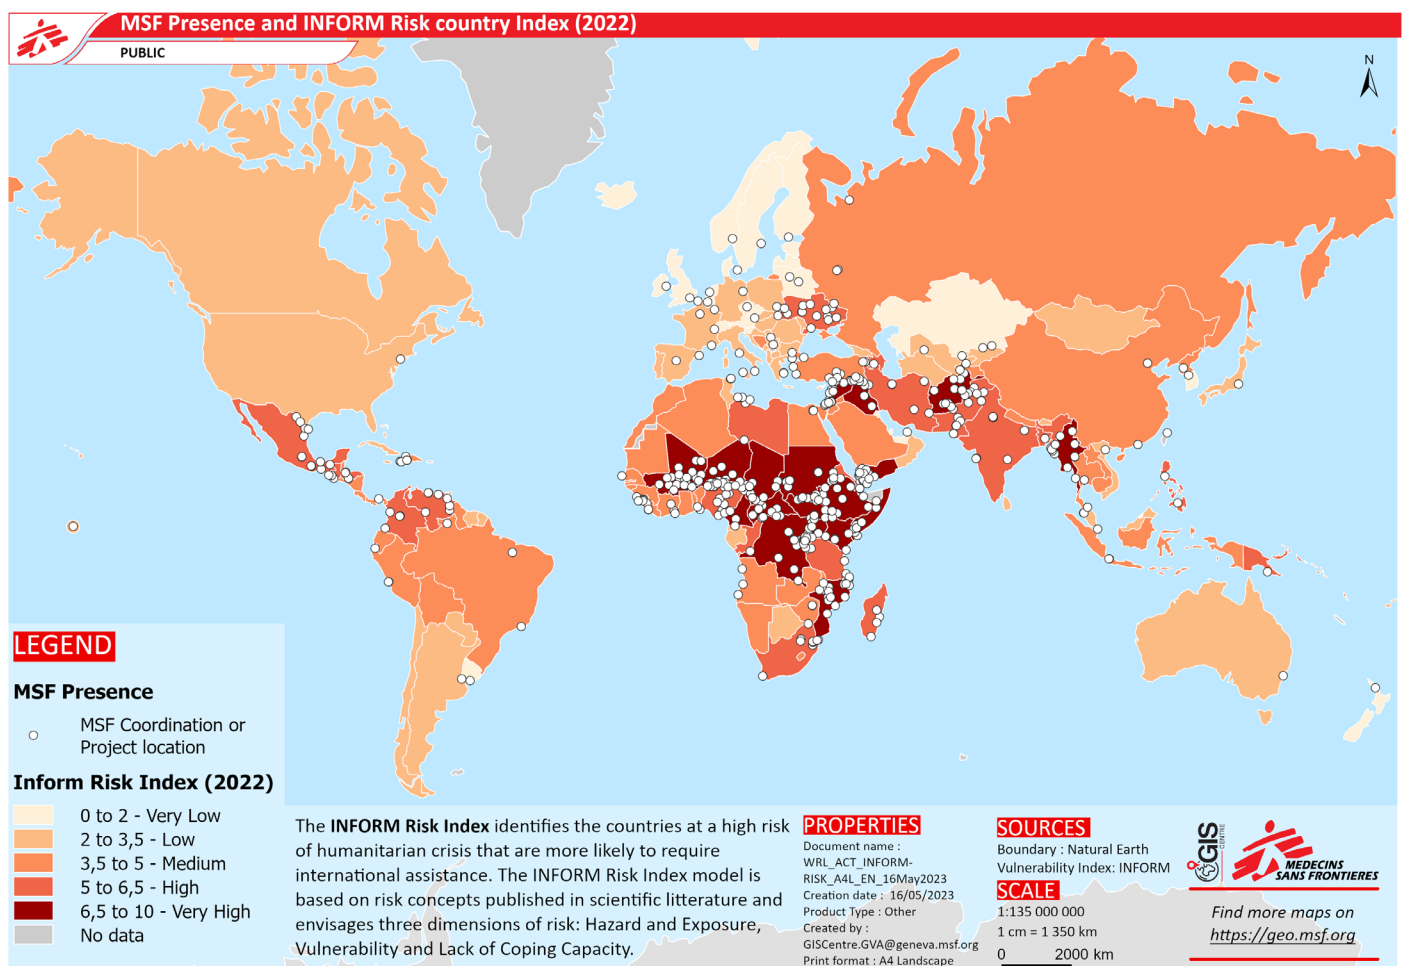 MSF Presence and INFORM Risk country Index (2022)
PUBLIC
N
LEGEND
MSF Presence
MSF Coordination or
Project location
Inform Risk Index (2022)
0 to 2 - Very Low
2 to 3,5 - Low
3,5 to 5 - Medium
5 to 6,5 - High
6,5 to 10 - Very High
No data
The INFORM Risk Index identifies the countries at a high risk
of humanitarian crisis that are more likely to require
international assistance. The INFORM Risk Index model is
based on risk concepts published in scientific litterature and
envisages three dimensions of risk: Hazard and Exposure,
Vulnerability and Lack of Coping Capacity.
PROPERTIES
Document name :
WRL_ACT_INFORM-
RISK_A4L_EN_16May2023
Creation date : 16/05/2023
Product Type : Other
Created by :
GISCentre.GVA@geneva.msf.org
Print format : A4 Landscape
SOURCES
Boundary : Natural Earth
Vulnerability Index: INFORM
SCALE
1:135 000 000
1 cm = 1 350 km
0 2000 km
GIS
CENTRE
MEDECINS
SANS FRONTIERES
Find more maps on
https://geo.msf.org